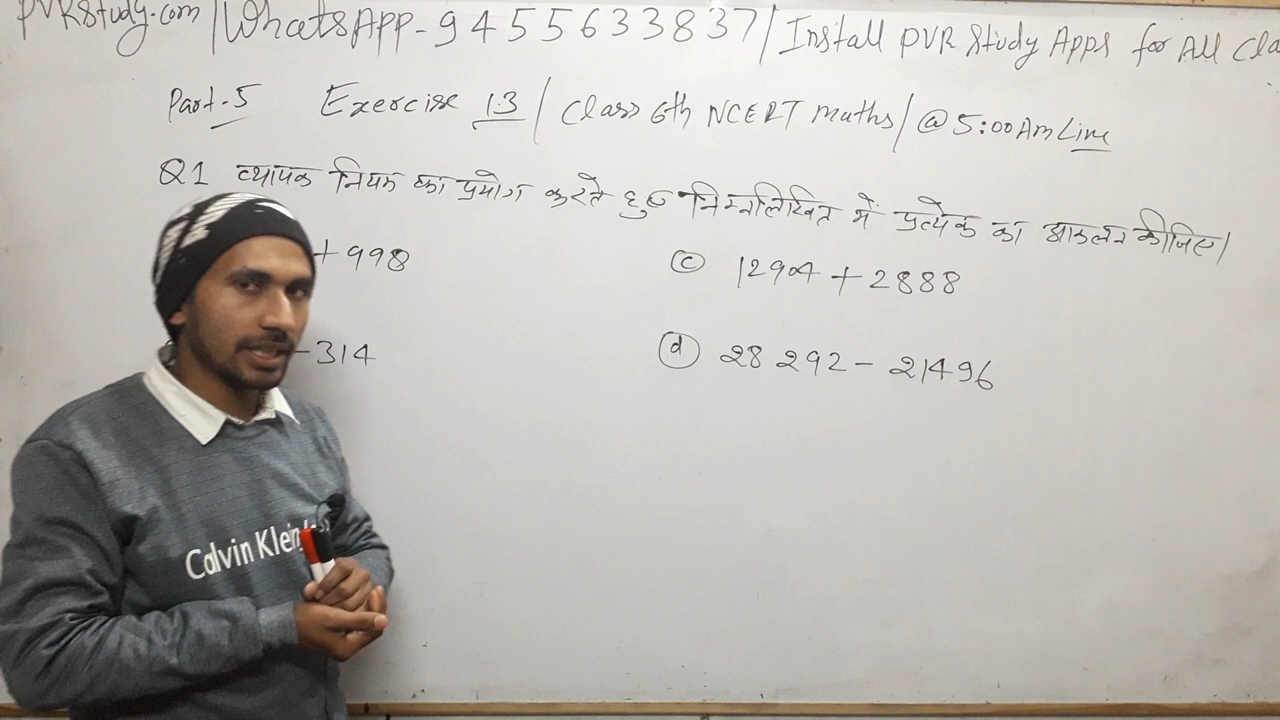 PVRStudy.com / WhatsApp - 9455633837 / Install PVR Study Apps for All Cla
Part-5 Exercise 1.3 / Class 6th NCERT Maths / @ 5:00 Am Live
Q1 व्यापक नियम का प्रयोग करते हुए निम्नलिखित में प्रत्येक का आकलन कीजिए।
+ 998
(c) 12904 + 2888
- 314
(d) 28 292 - 21496
Calvin Klein